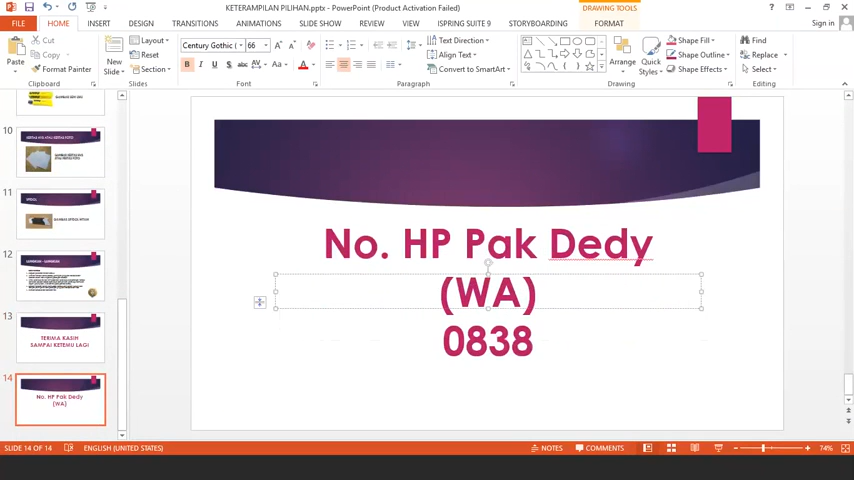 KETERAMPILAN PILIHAN.pptx - PowerPoint (Product Activation Failed)
DRAWING TOOLS
Sign in
FILE HOME INSERT DESIGN TRANSITIONS ANIMATIONS SLIDE SHOW REVIEW VIEW ISPRING SUITE 9 STORYBOARDING FORMAT
Paste
Cut
Copy
Format Painter
Clipboard
New Slide
Layout
Reset
Section
Slides
Century Gothic ( 66
Font
Text Direction
Align Text
Convert to SmartArt
Paragraph
Arrange
Quick Styles
Shape Fill
Shape Outline
Shape Effects
Drawing
Find
Replace
Select
Editing
10
11
12
13
TERIMA KASIH
SAMPAI KETEMU LAGI
14
No. HP Pak Dedy
(WA)
No. HP Pak Dedy
(WA)
0838
SLIDE 14 OF 14 ENGLISH (UNITED STATES) NOTES COMMENTS 74%